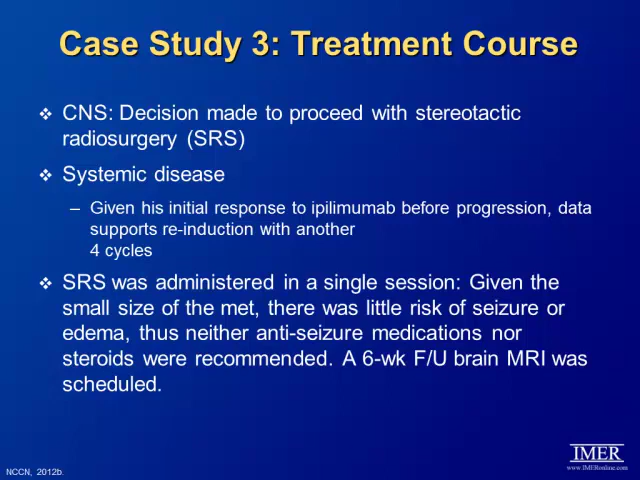 Case Study 3: Treatment Course
❖ CNS: Decision made to proceed with stereotactic
radiosurgery (SRS)
❖ Systemic disease
– Given his initial response to ipilimumab before progression, data
supports re-induction with another
4 cycles
❖ SRS was administered in a single session: Given the
small size of the met, there was little risk of seizure or
edema, thus neither anti-seizure medications nor
steroids were recommended. A 6-wk F/U brain MRI was
scheduled.
NCCN, 2012b.
IMER
www.IMERonline.com